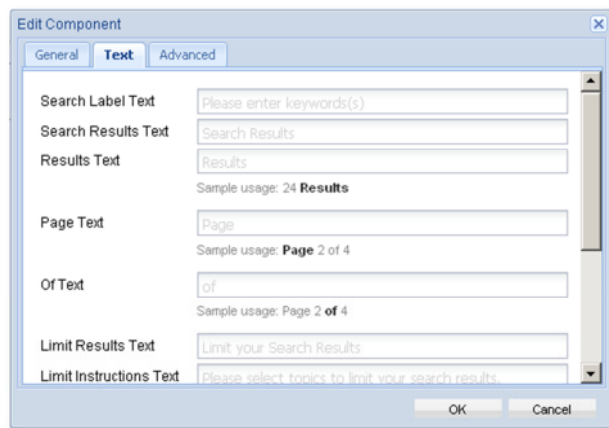 Edit Component
General Text Advanced
Search Label Text Please enter keywords(s)
Search Results Text Search Results
Results Text Results
Sample usage: 24 Results
Page Text Page
Sample usage: Page 2 of 4
Of Text of
Sample usage: Page 2 of 4
Limit Results Text Limit your Search Results
Limit Instructions Text Please select topics to limit your search results.
OK Cancel